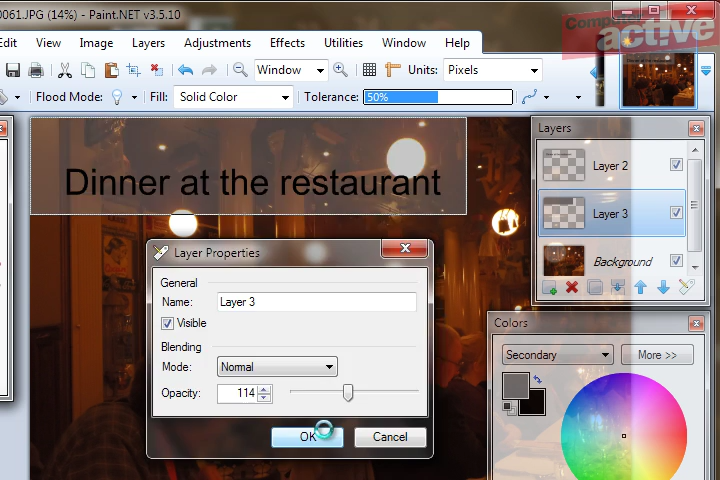 0061.JPG (14%) - Paint.NET v3.5.10
Computer
active
Edit View Image Layers Adjustments Effects Utilities Window Help
Window Units: Pixels
Flood Mode: Fill: Solid Color Tolerance: 50%
Dinner at the restaurant
Layers
Layer 2
Layer 3
Background
Layer Properties
General
Name: Layer 3
Visible
Blending
Mode: Normal
Opacity: 114
OK Cancel
Colors
Secondary More >>